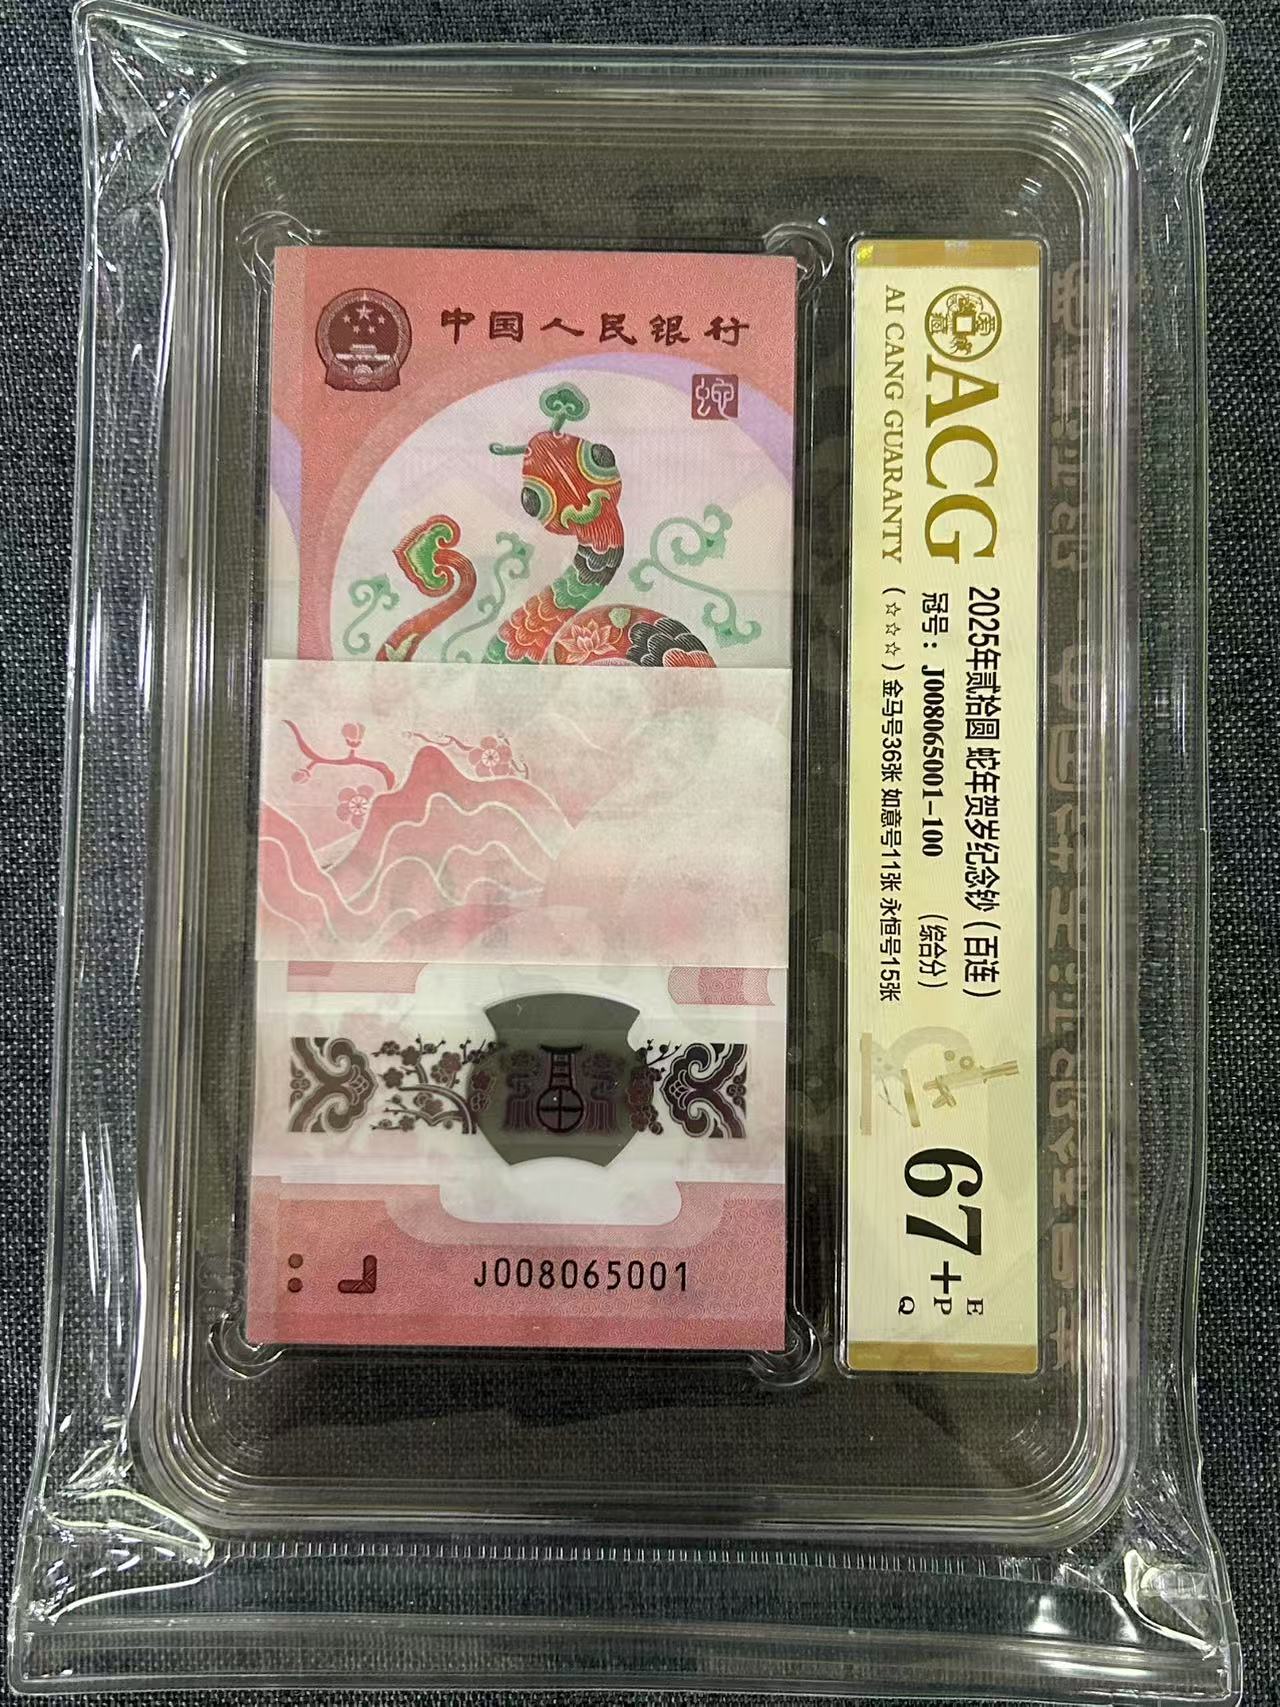 中国人民银行
蛇
J008065001
ACG
AI CANG GUARANTY
2025年贰拾圆 蛇年贺岁纪念钞（百连）
冠号：J008065001-100 （综合分）
(☆☆☆) 金马号36张 如意号11张 永恒号15张
67+
E
P
Q